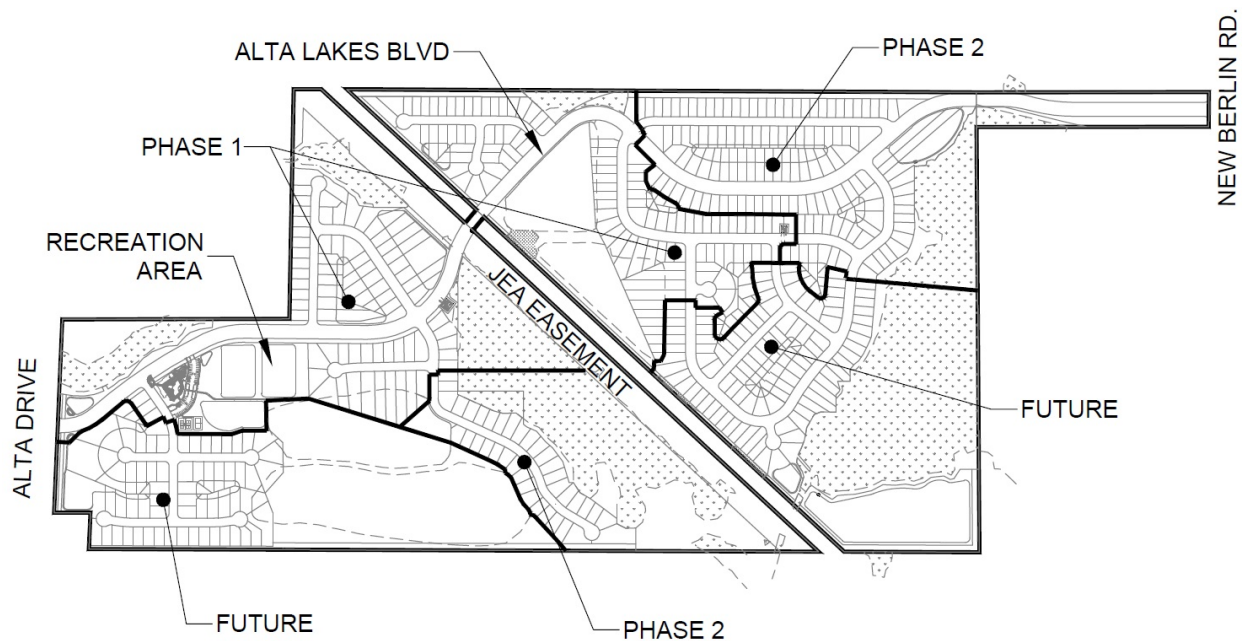 ALTA LAKES BLVD
PHASE 2
NEW BERLIN RD.
PHASE 1
RECREATION
AREA
JEA EASEMENT
ALTA DRIVE
FUTURE
FUTURE
PHASE 2